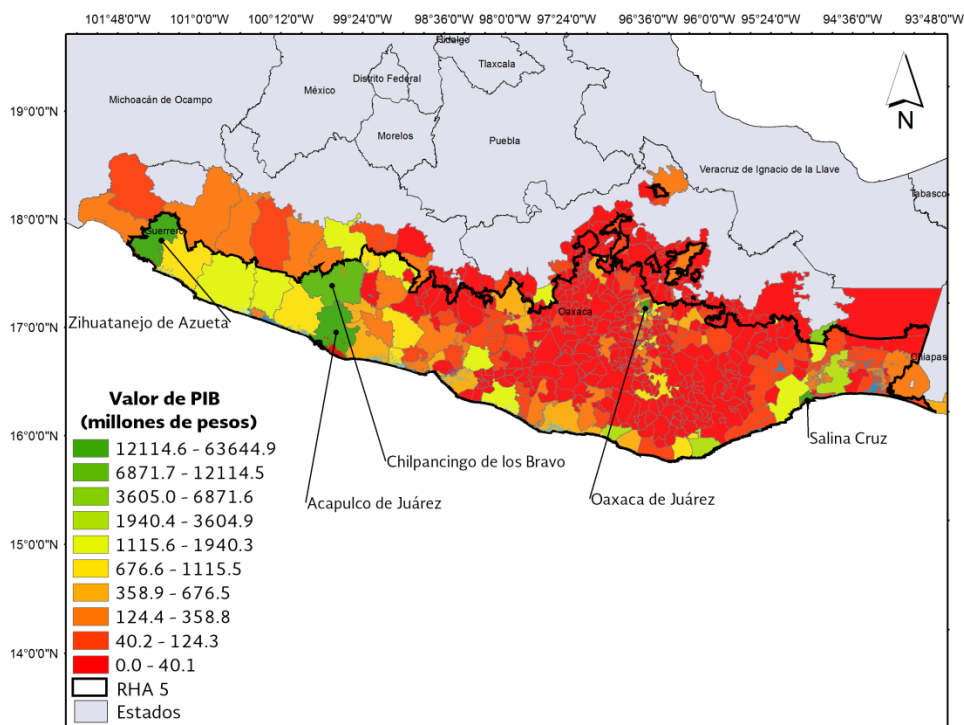 101°48'0"W 101°0'0"W 100°12'0"W 99°24'0"W 98°36'0"W 98°0'0"W 97°24'0"W 96°36'0"W 96°0'0"W 95°24'0"W 94°36'0"W 93°48'0"W
Hidalgo
Tlaxcala
Distrito Federal
México
Michoacán de Ocampo
19°0'0"N
N
Morelos
Puebla
Veracruz de Ignacio de la Llave
Tabasco
18°0'0"N
Guerrero
Zihuatanejo de Azueta
Oaxaca
17°0'0"N
Chiapas
Valor de PIB
(millones de pesos)
12114.6 - 63644.9
6871.7 - 12114.5
3605.0 - 6871.6
1940.4 - 3604.9
1115.6 - 1940.3
676.6 - 1115.5
358.9 - 676.5
124.4 - 358.8
40.2 - 124.3
0.0 - 40.1
RHA 5
Estados
16°0'0"N
Salina Cruz
Chilpancingo de los Bravo
Acapulco de Juárez
Oaxaca de Juárez
15°0'0"N
14°0'0"N